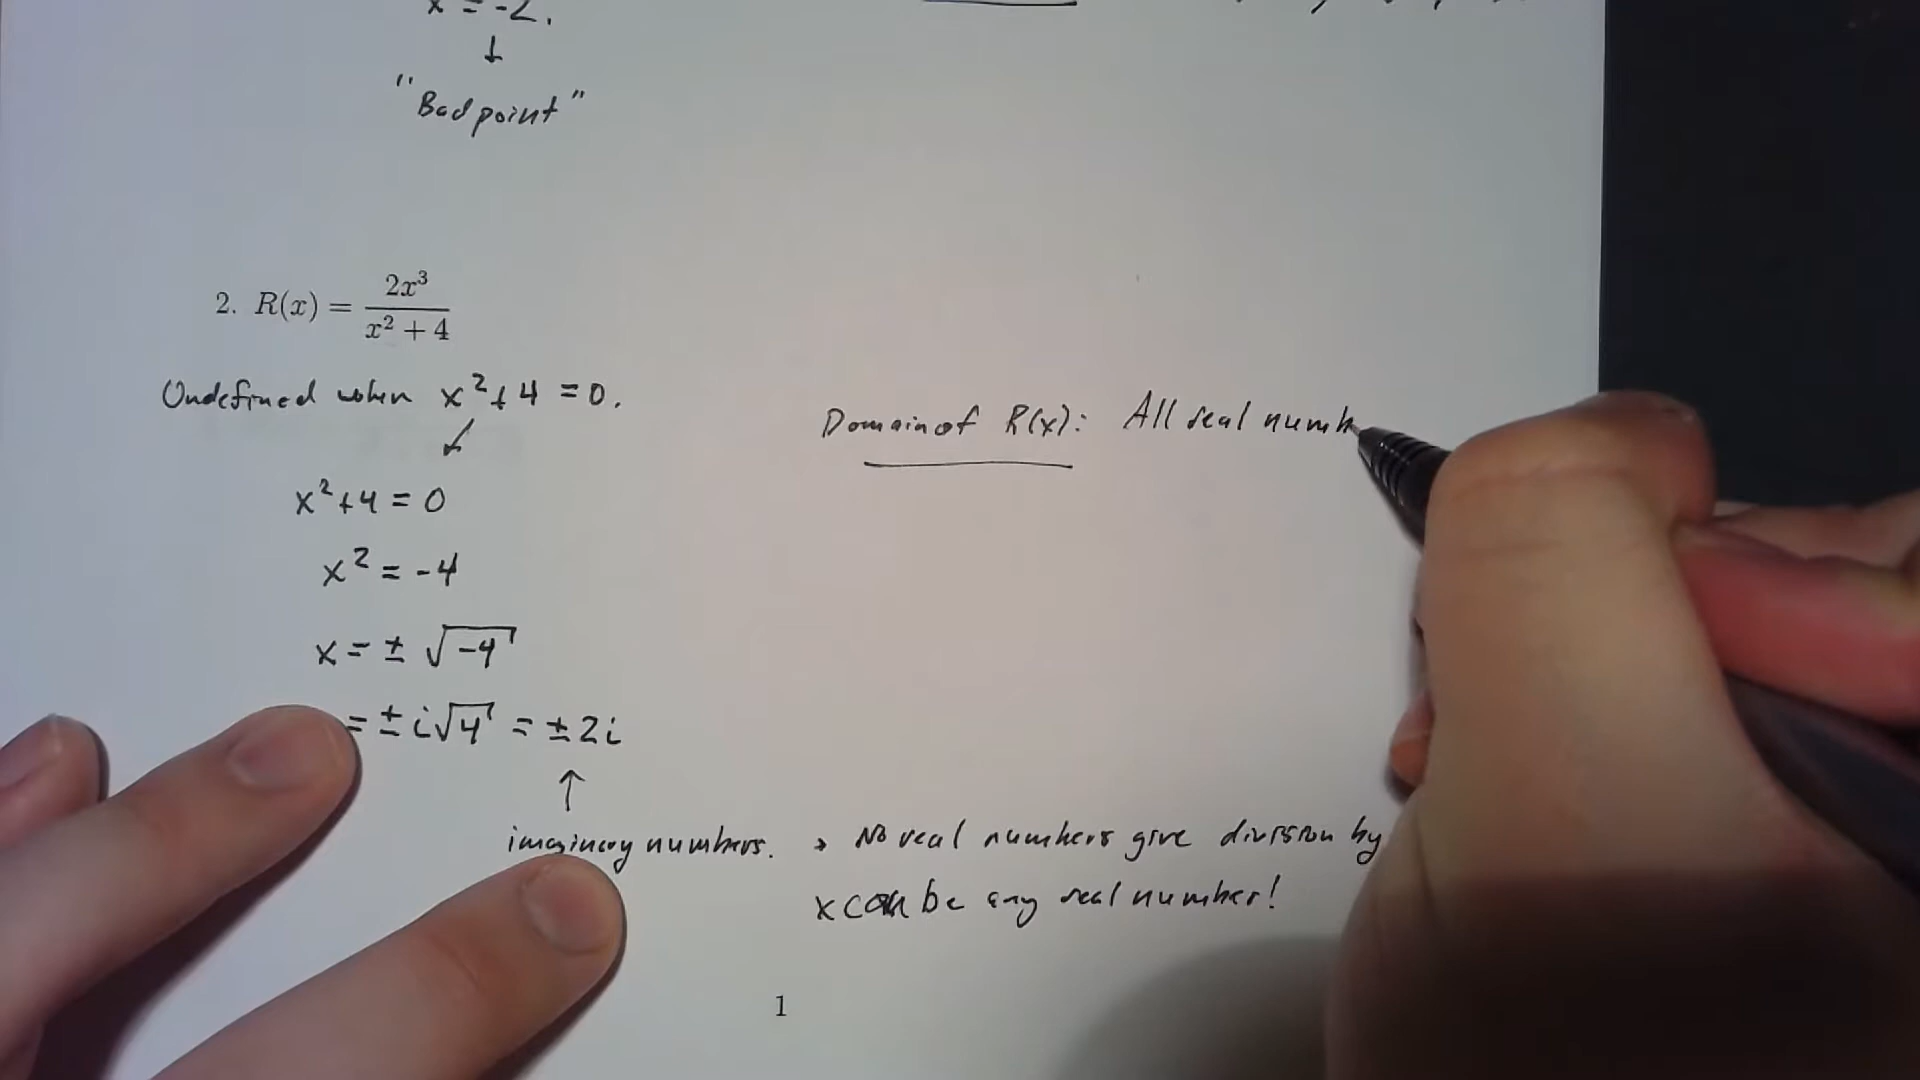 x = -2.
↓
"Bad point"
2. R(x) = 2x³ / x² + 4
Undefined when x² + 4 = 0.
↙
x² + 4 = 0
x² = -4
x = ± √-4
= ± i√4 = ± 2i
↑
imaginary numbers. → No real numbers give division by
x can be any real number!
Domain of R(x): All real numb
1